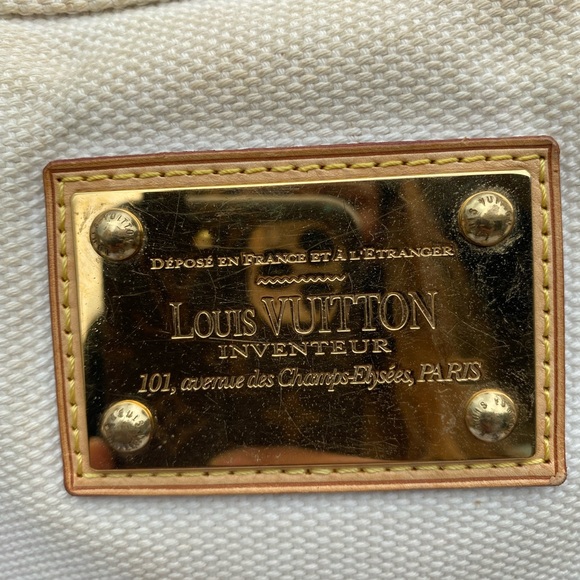 DÉPOSÉ EN FRANCE ET À L'ETRANGER
LOUIS VUITTON
INVENTEUR
101, avenue des Champs-Elysées, PARIS